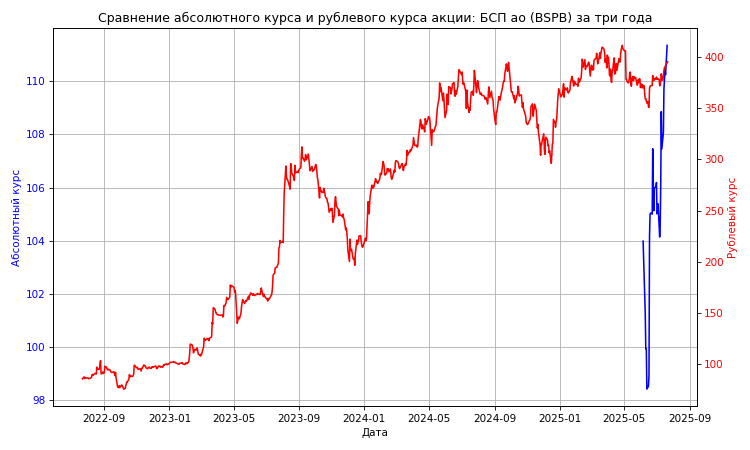 Сравнение абсолютного курса и рублевого курса акции: БСП ао (BSPB) за три года
Абсолютный курс
110
108
106
104
102
100
98
400
350
300
250
200
150
100
Рублевый курс
2022-09 2023-01 2023-05 2023-09 2024-01 2024-05 2024-09 2025-01 2025-05 2025-09
Дата